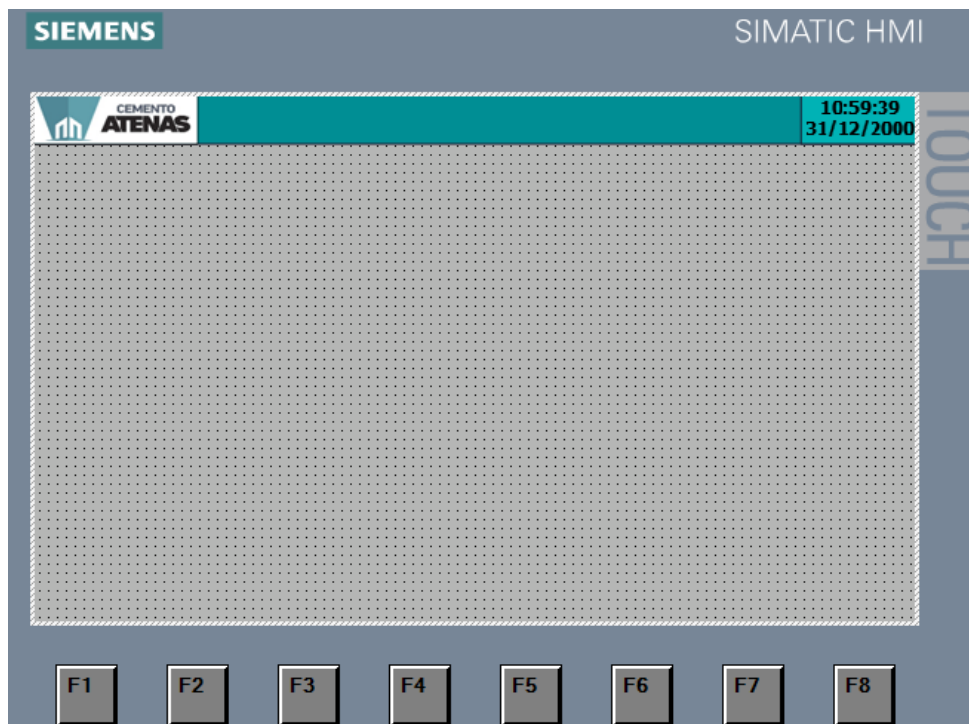 SIEMENS
SIMATIC HMI
CEMENTO
ATENAS
10:59:39
31/12/2000
TOUCH
F1 F2 F3 F4 F5 F6 F7 F8